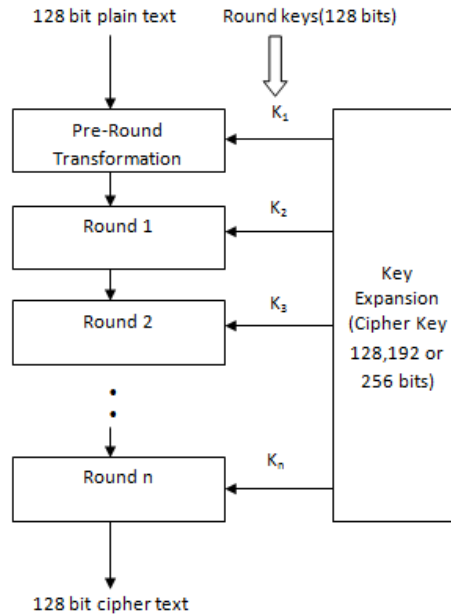 128 bit plain text
Round keys(128 bits)
Pre-Round
Transformation
K₁
Round 1
K₂
Round 2
K₃
Key
Expansion
(Cipher Key
128,192 or
256 bits)
Round n
Kₙ
128 bit cipher text